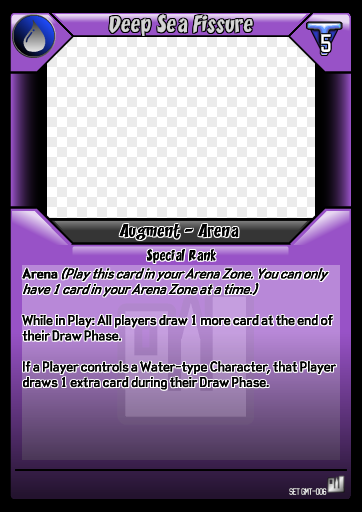 Deep Sea Fissure
5
Augment - Arena
Special Rank
Arena (Play this card in your Arena Zone. You can only
have 1 card in your Arena Zone at a time.)
While in Play: All players draw 1 more card at the end of
their Draw Phase.
If a Player controls a Water-type Character, that Player
draws 1 extra card during their Draw Phase.
SET GMT-006